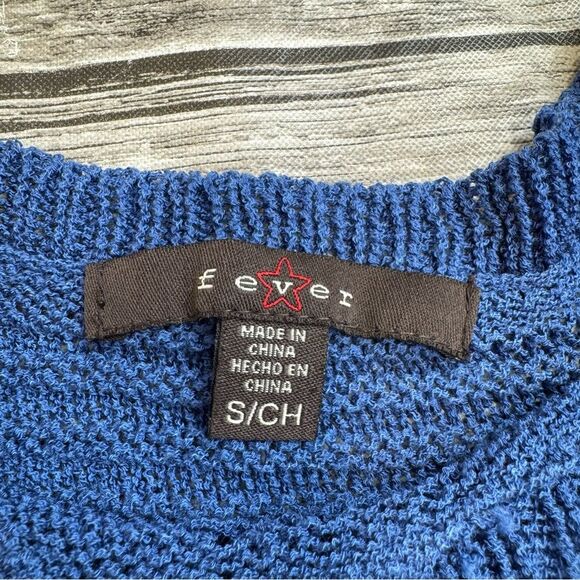 fever
MADE IN
CHINA
HECHO EN
CHINA
S/CH